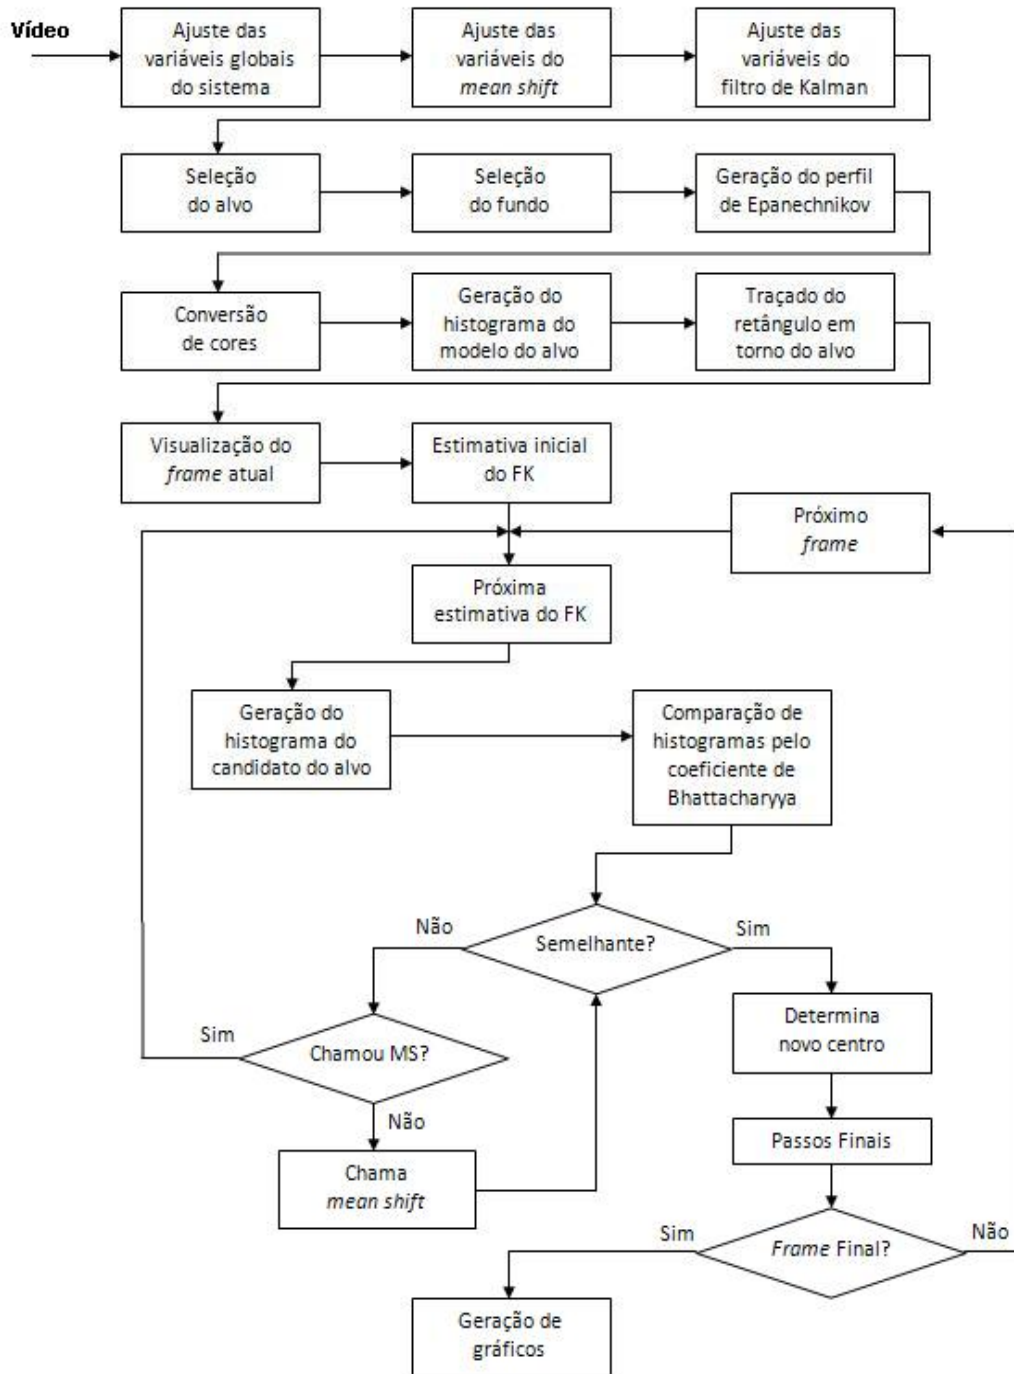 Vídeo
Ajuste das
variáveis globais
do sistema
Ajuste das
variáveis do
mean shift
Ajuste das
variáveis do
filtro de Kalman
Seleção
do alvo
Seleção
do fundo
Geração do perfil
de Epanechnikov
Conversão
de cores
Geração do
histograma do
modelo do alvo
Traçado do
retângulo em
torno do alvo
Visualização do
frame atual
Estimativa inicial
do FK
Próximo
frame
Próxima
estimativa do FK
Geração do
histograma do
candidato do alvo
Comparação de
histogramas pelo
coeficiente de
Bhattacharyya
Não
Semelhante?
Sim
Sim
Chamou MS?
Não
Determina
novo centro
Chama
mean shift
Passos Finais
Sim
Frame Final?
Não
Geração de
gráficos